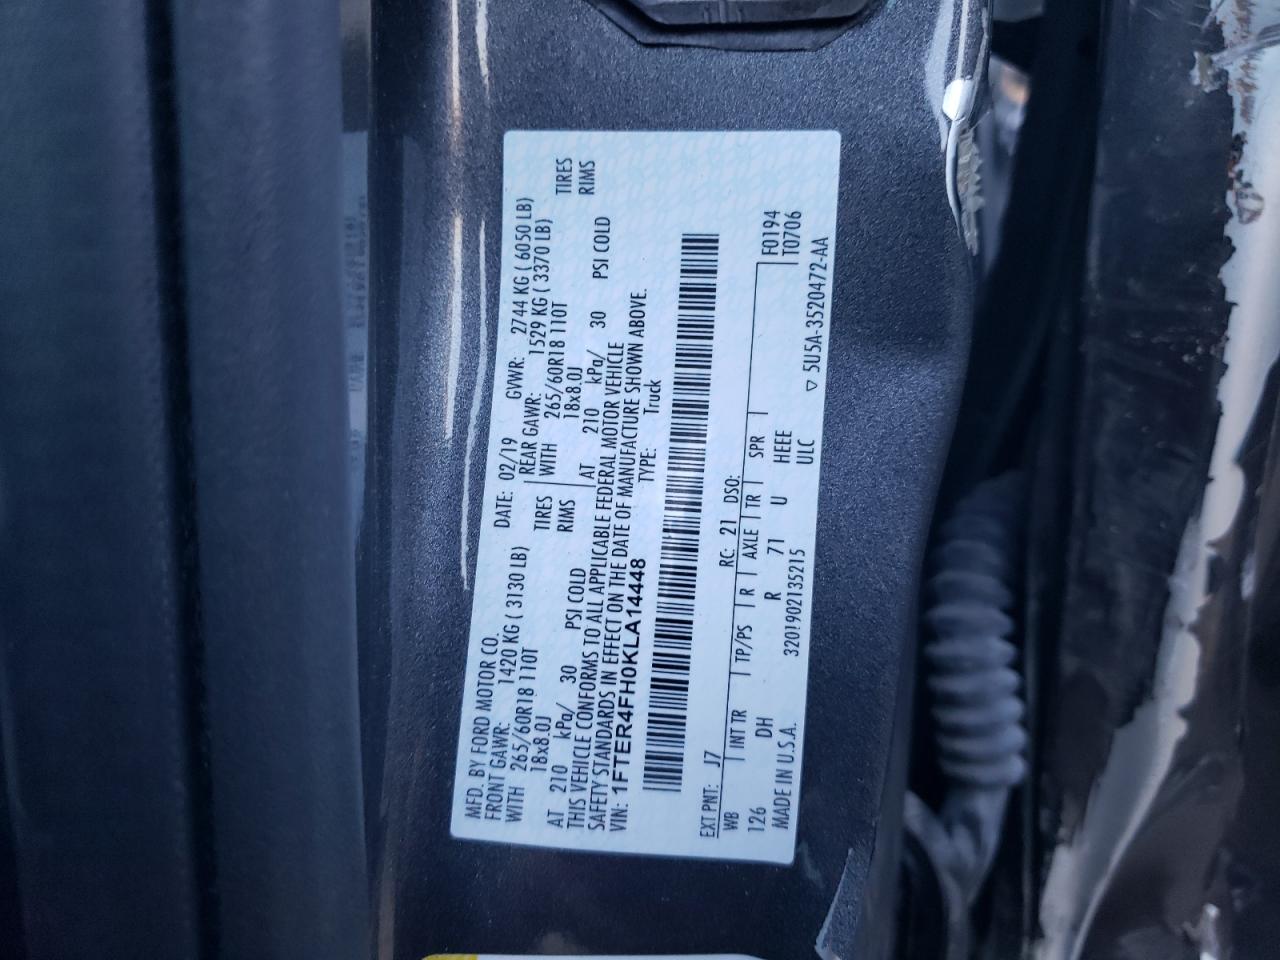 MFD. BY FORD MOTOR CO. DATE: 02/19 GVWR: 2744 KG ( 6050 LB)
FRONT GAWR: 1420 KG ( 3130 LB) REAR GAWR: 1529 KG ( 3370 LB)
WITH 265/60R18 110T TIRES WITH 265/60R18 110T TIRES
18x8.0J RIMS 18x8.0J RIMS
AT 210 kPa/ 30 PSI COLD AT 210 kPa/ 30 PSI COLD
THIS VEHICLE CONFORMS TO ALL APPLICABLE FEDERAL MOTOR VEHICLE
SAFETY STANDARDS IN EFFECT ON THE DATE OF MANUFACTURE SHOWN ABOVE.
VIN: 1FTER4FH0KLA14448 TYPE: Truck
EXT PNT: J7 RC: 21 DSO:
WB INT TR TP/PS R AXLE TR SPR F0194
126 DH R 71 U HEEE T0706
MADE IN U.S.A. 3201902135215 ULC ▽ 5U5A-3520472-AA